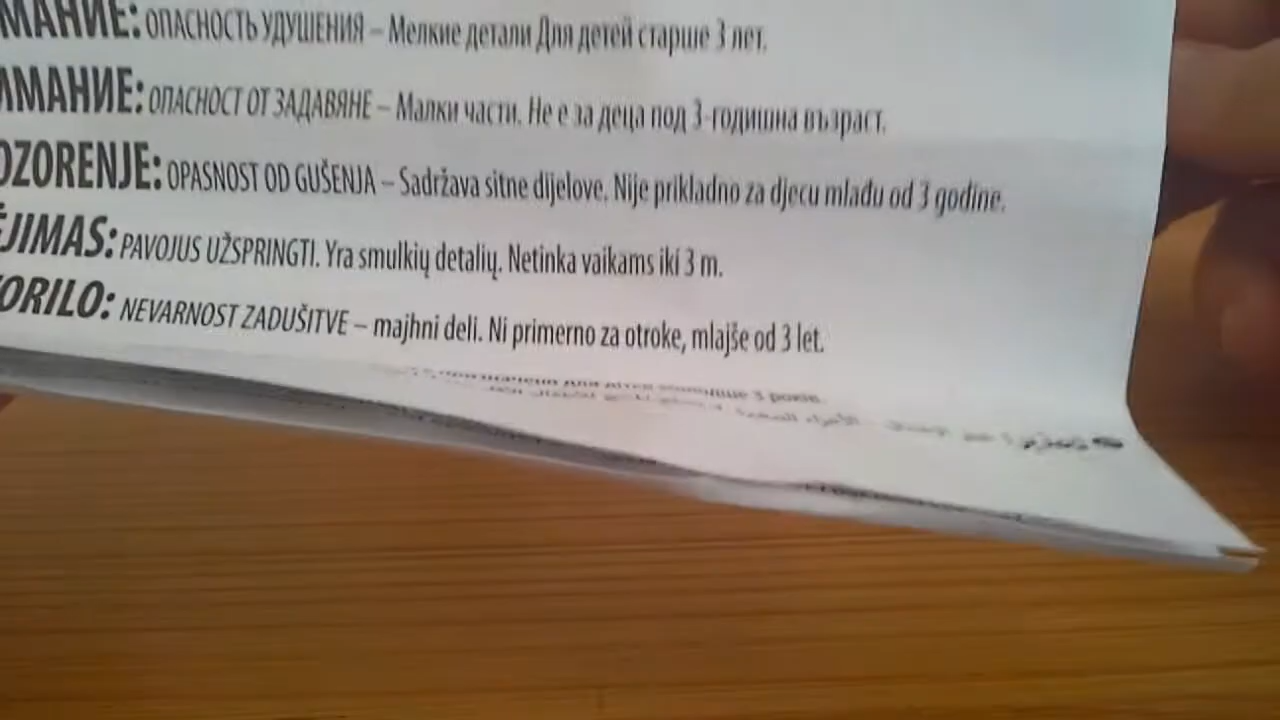 МАНИЕ: ОПАСНОСТЬ УДУШЕНИЯ – Мелкие детали Для детей старше 3 лет.
ИМАНИЕ: ОПАСНОСТ ОТ ЗАДАВЯНЕ – Малки части. Не е за деца под 3-годишна възраст.
OZORENJE: OPASNOST OD GUŠENJA – Sadržava sitne dijelove. Nije prikladno za djecu mlađu od 3 godine.
ĖJIMAS: PAVOJUS UŽSPRINGTI. Yra smulkių detalių. Netinka vaikams iki 3 m.
ORILO: NEVARNOST ZADUŠITVE – majhni deli. Ni primerno za otroke, mlajše od 3 let.
3 років.